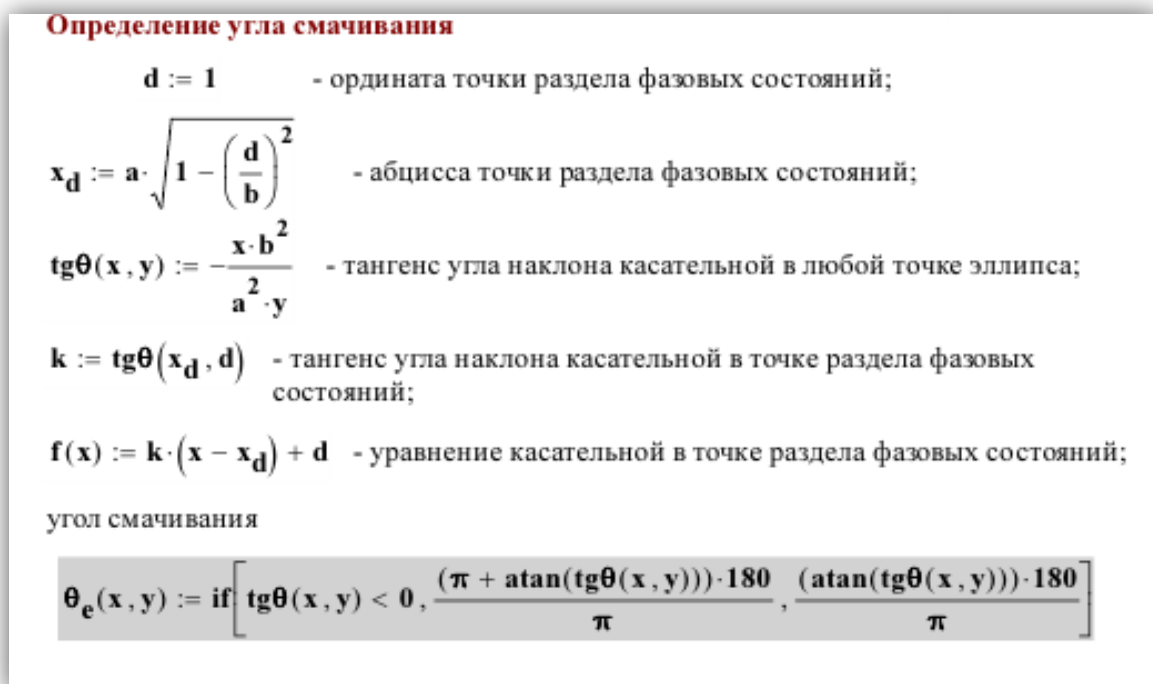 Определение угла смачивания
d := 1 - ордината точки раздела фазовых состояний;
x_d := a·√(1 − (d/b)²) - абцисса точки раздела фазовых состояний;
tgθ(x , y) := −(x·b²)/(a²·y) - тангенс угла наклона касательной в любой точке эллипса;
k := tgθ(x_d , d) - тангенс угла наклона касательной в точке раздела фазовых
состояний;
f(x) := k·(x − x_d) + d - уравнение касательной в точке раздела фазовых состояний;
угол смачивания
θ_e(x , y) := if[tgθ(x , y) < 0 , ((π + atan(tgθ(x , y)))·180)/π , ((atan(tgθ(x , y)))·180)/π]